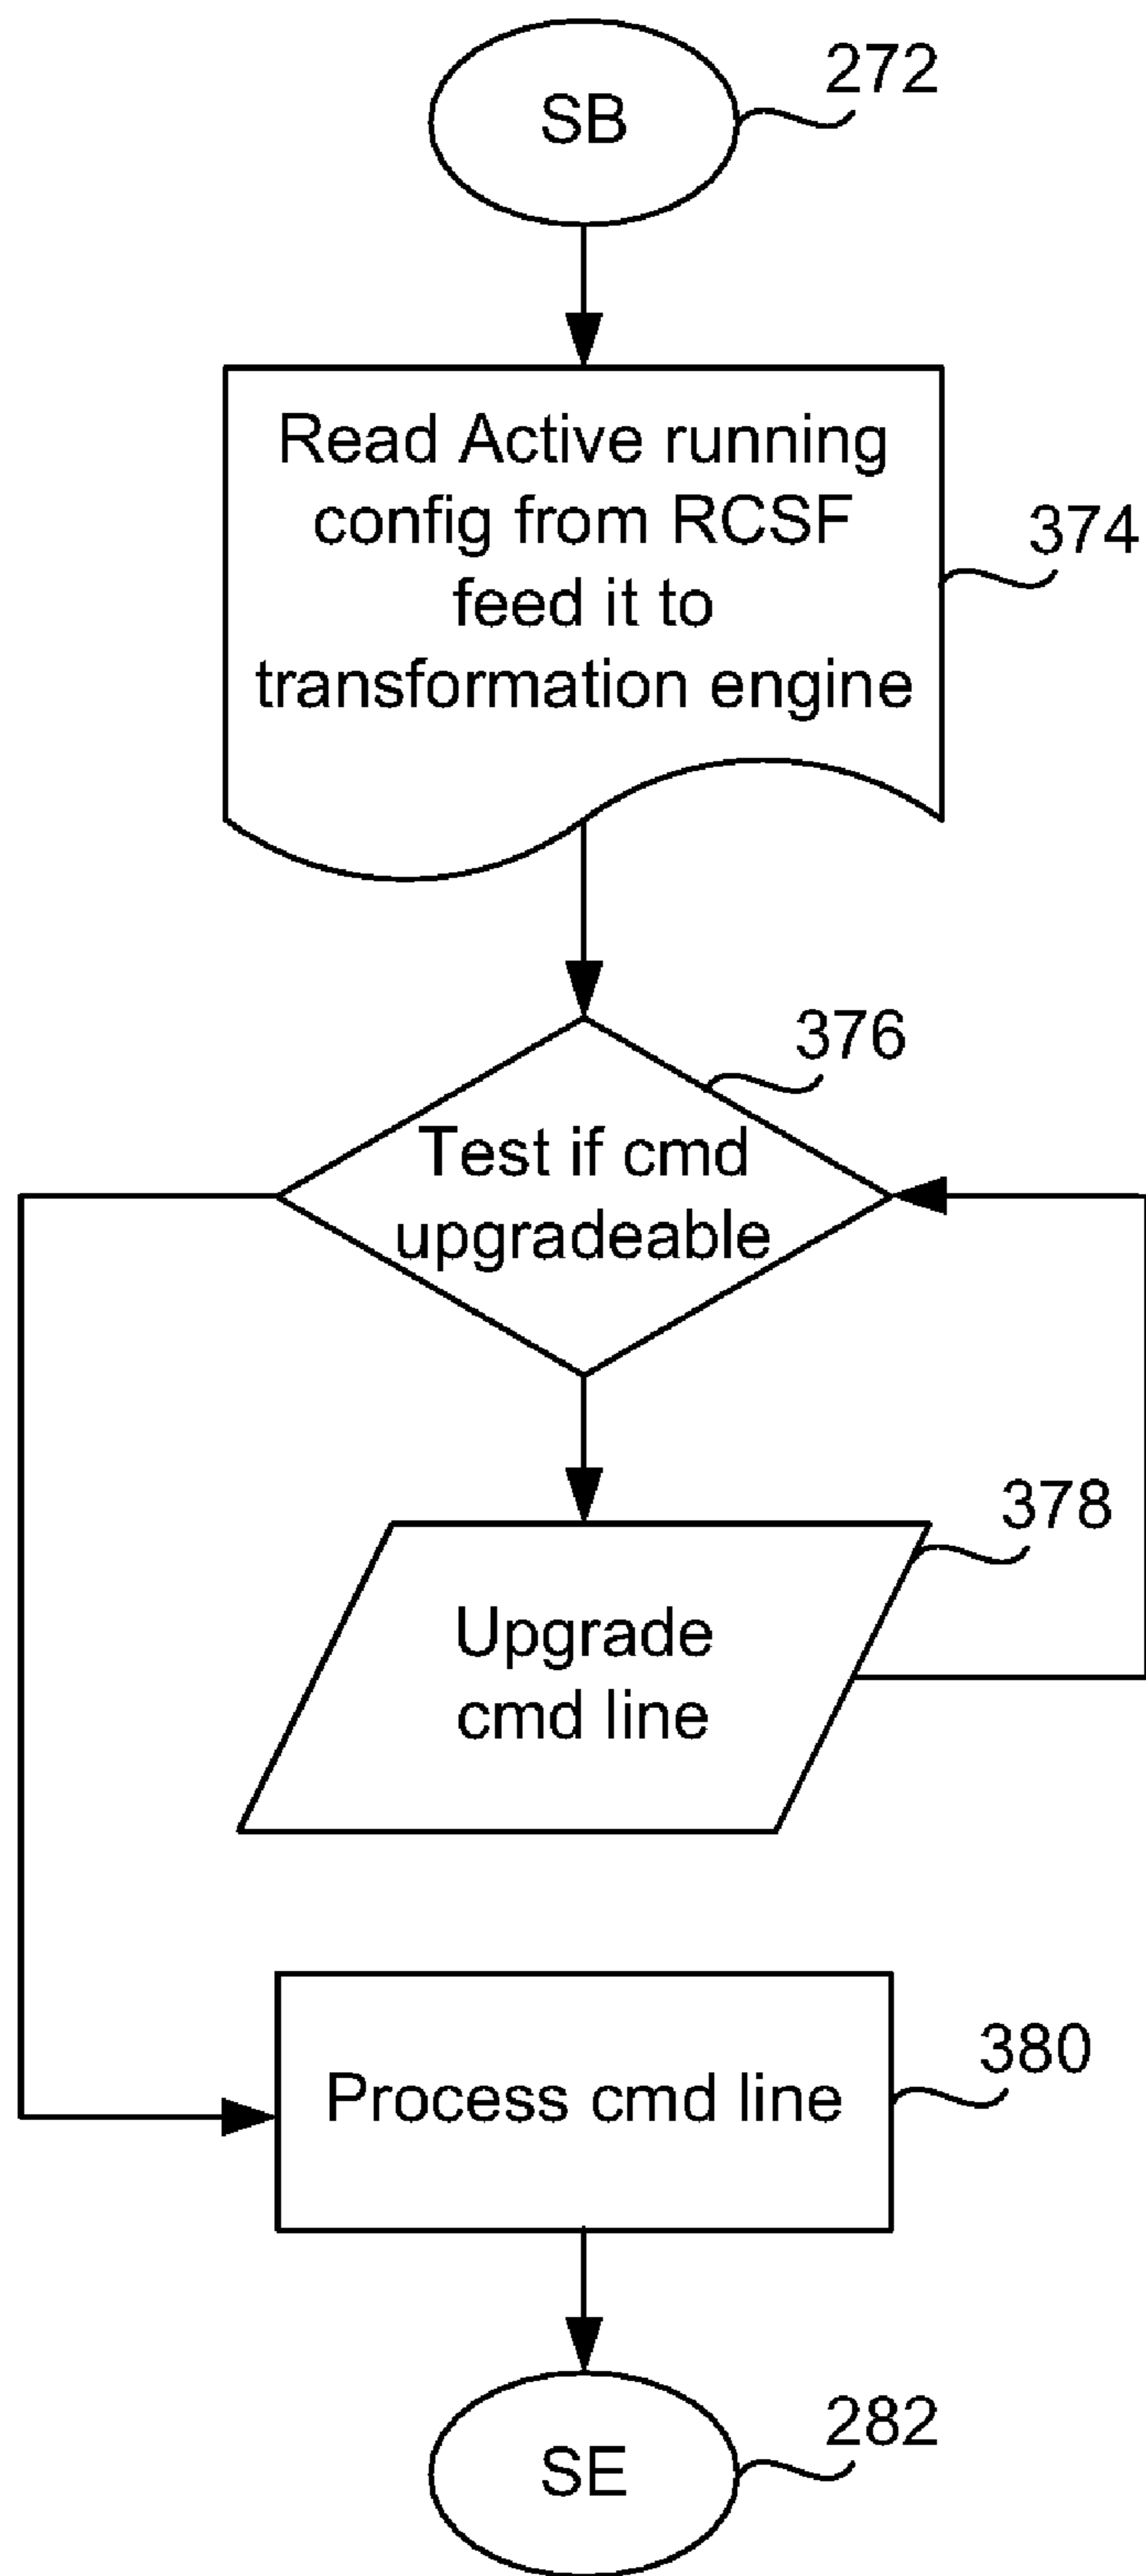 SB
272
Read Active running
config from RCSF
feed it to
transformation engine
374
376
Test if cmd
upgradeable
378
Upgrade
cmd line
Process cmd line
380
SE
282